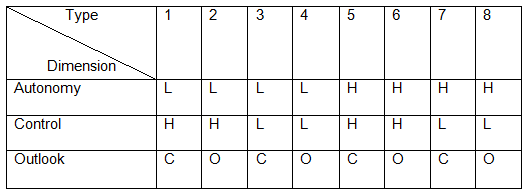 Type 1 2 3 4 5 6 7 8
Dimension
Autonomy L L L L H H H H
Control H H L L H H L L
Outlook C O C O C O C O